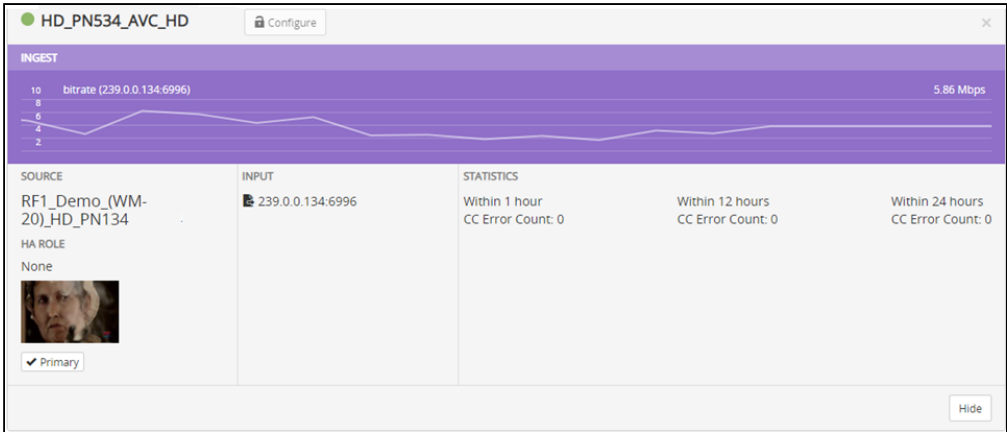 HD_PN534_AVC_HD
Configure
×
INGEST
bitrate (239.0.0.134:6996)
5.86 Mbps
10
8
6
4
2
SOURCE
RF1_Demo_(WM-
20)_HD_PN134
HA ROLE
None
Primary
INPUT
239.0.0.134:6996
STATISTICS
Within 1 hour
CC Error Count: 0
Within 12 hours
CC Error Count: 0
Within 24 hours
CC Error Count: 0
Hide